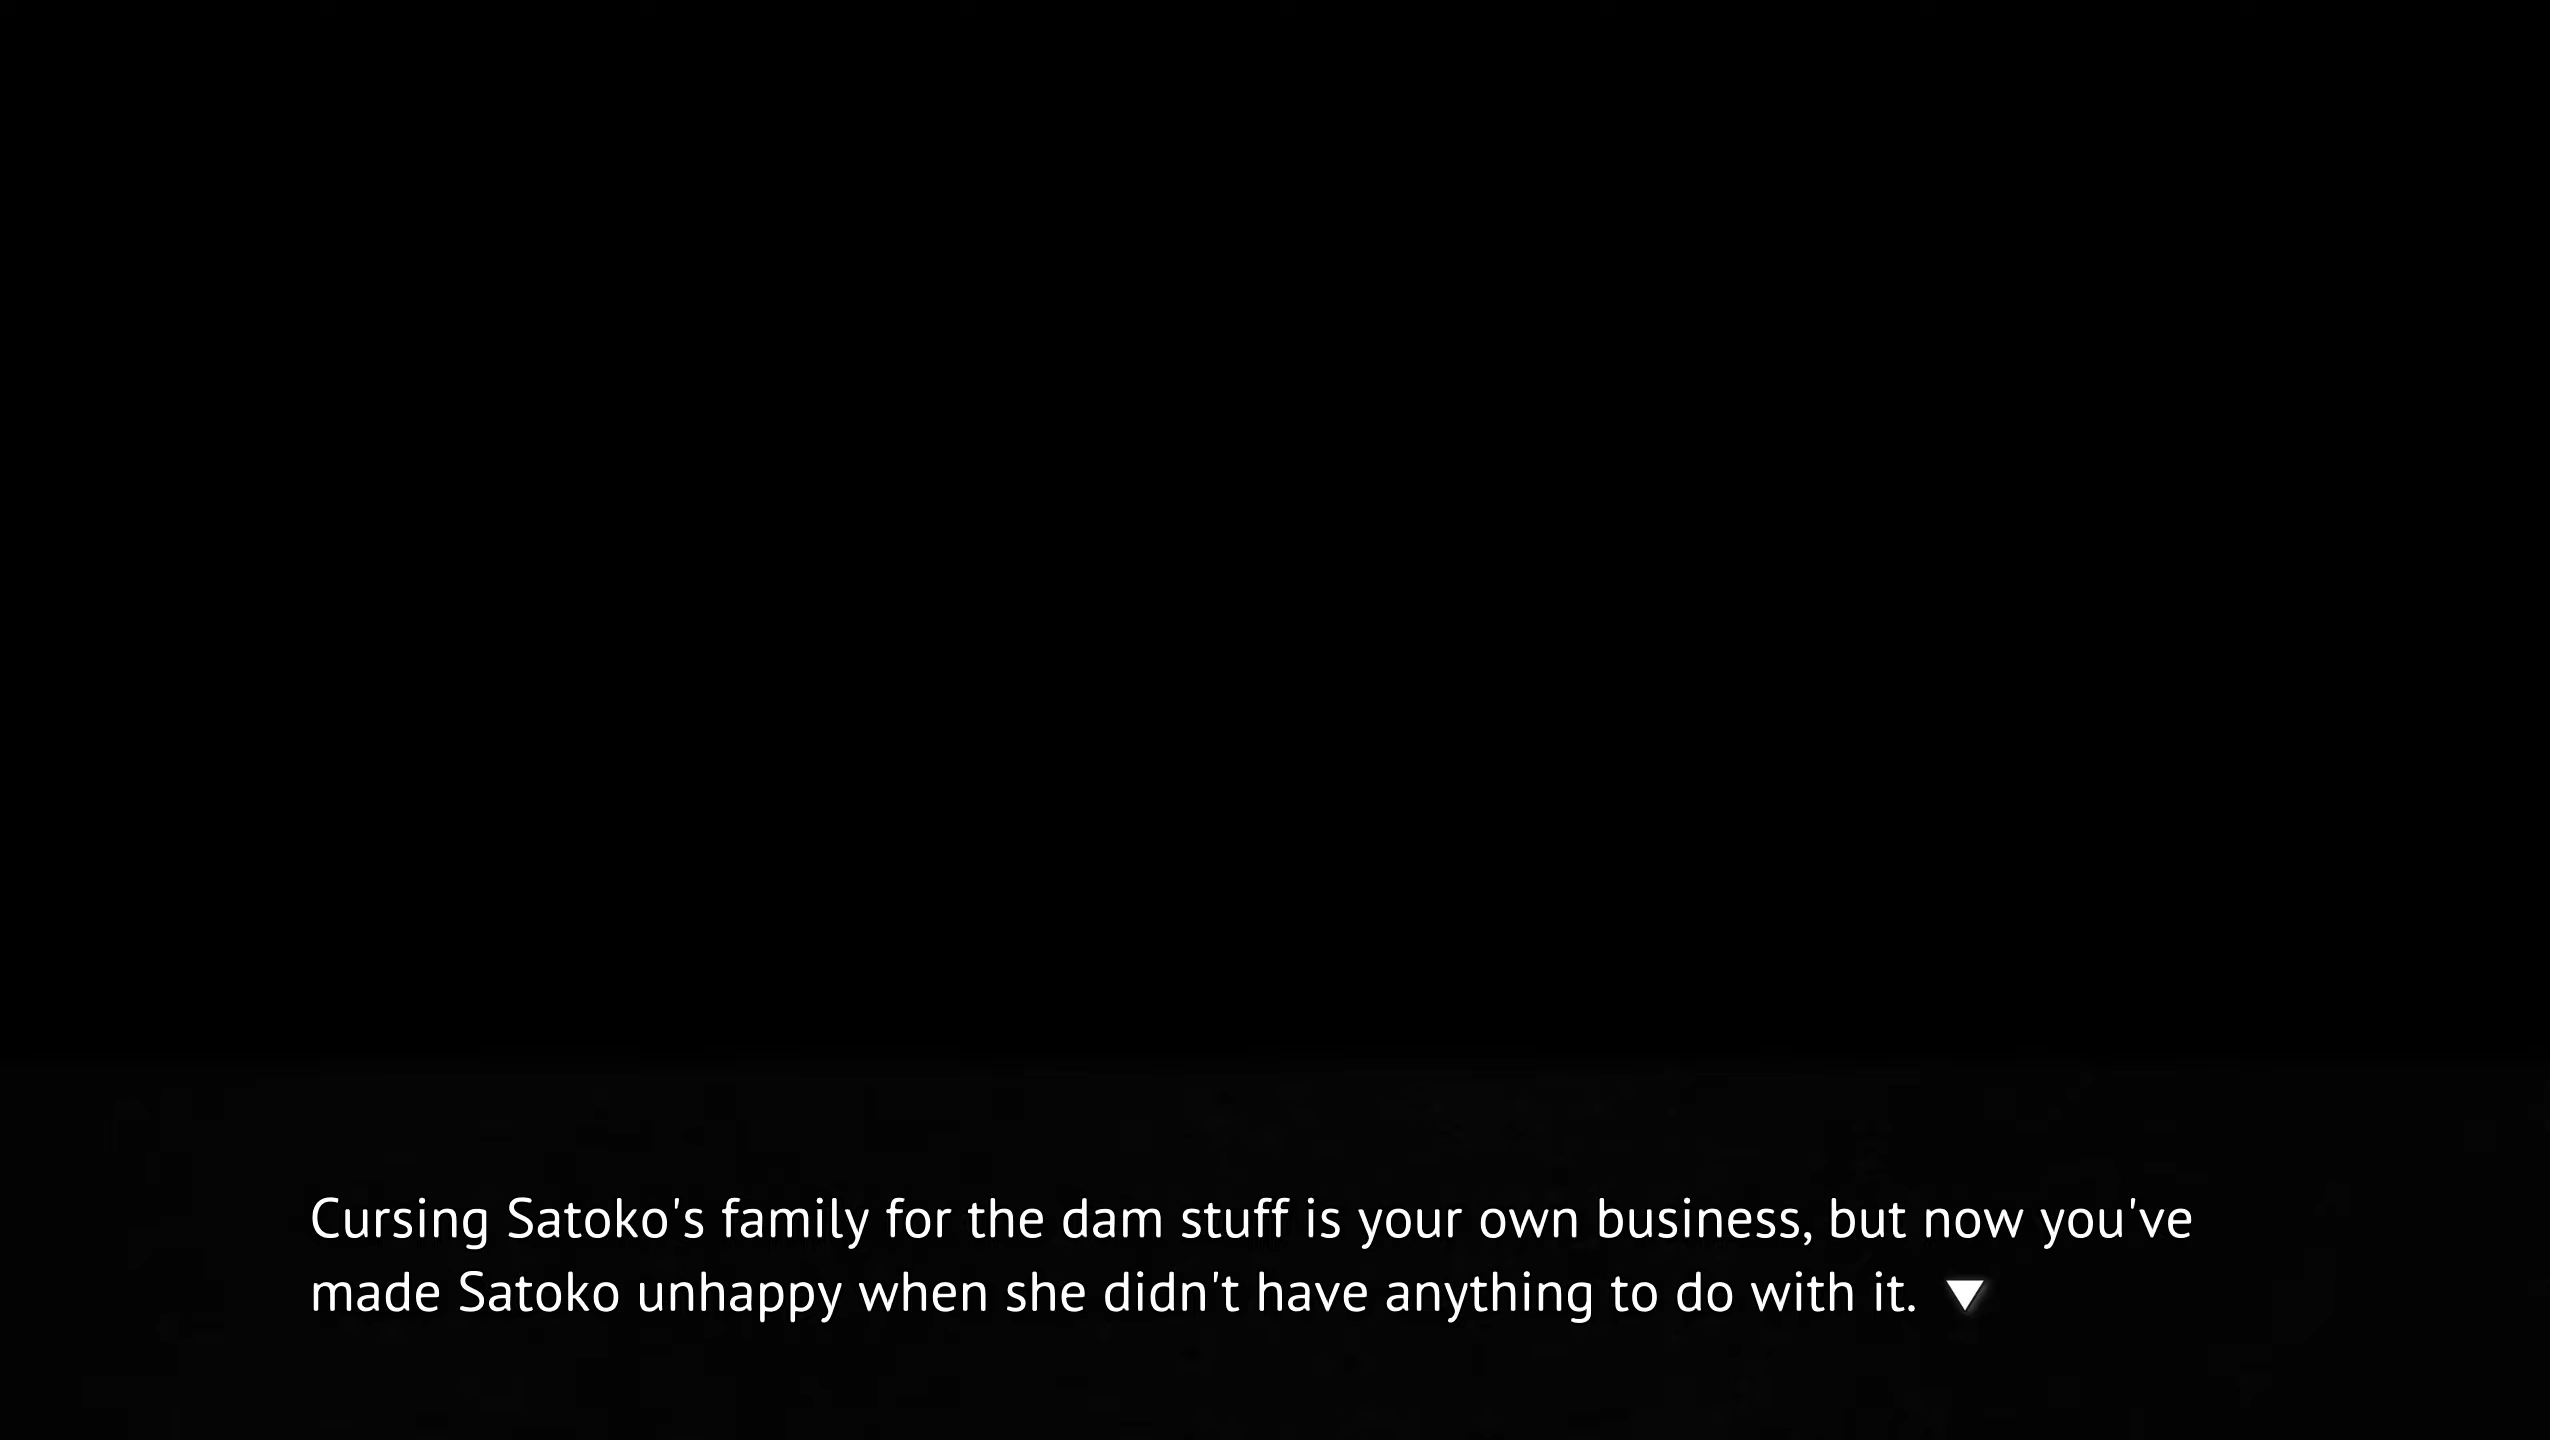 Cursing Satoko's family for the dam stuff is your own business, but now you've
made Satoko unhappy when she didn't have anything to do with it.